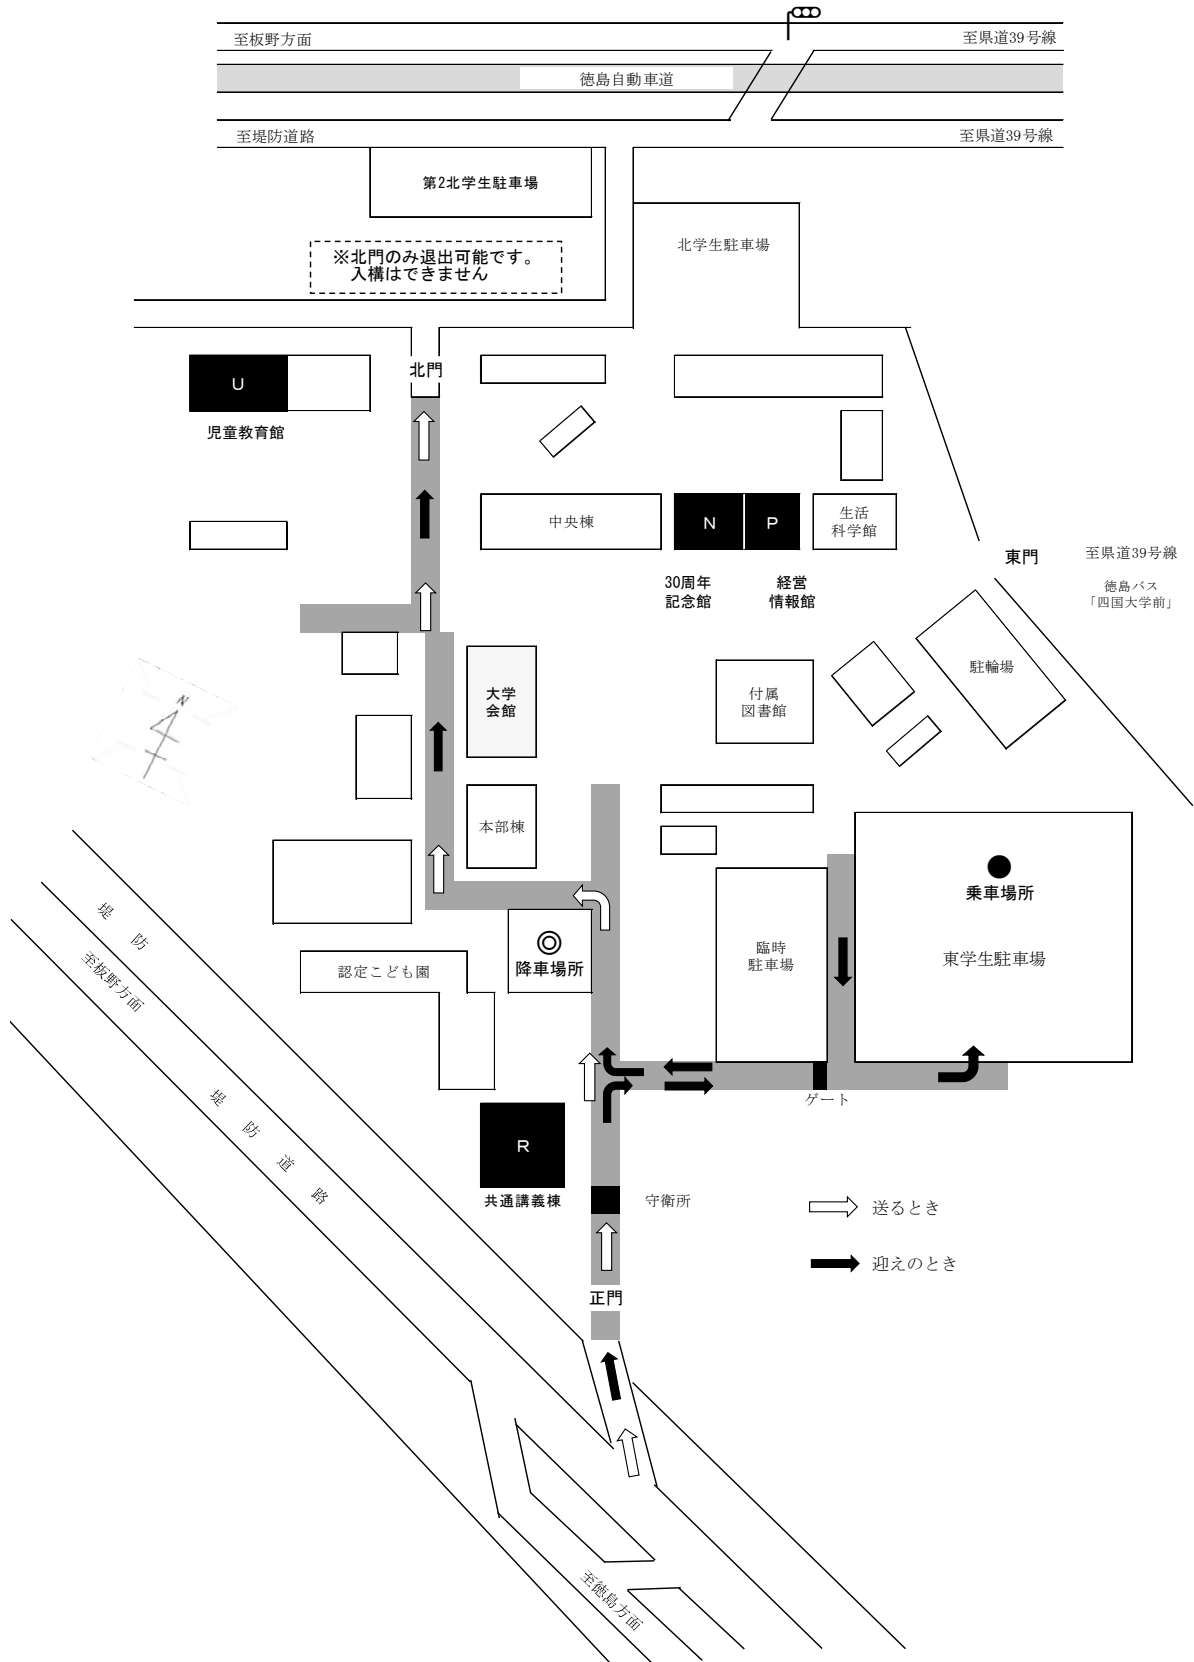 至板野方面
至県道39号線
徳島自動車道
至堤防道路
至県道39号線
第2北学生駐車場
北学生駐車場
※北門のみ退出可能です。
入構はできません
北門
U
児童教育館
中央棟
N
P
生活
科学館
30周年
記念館
経営
情報館
東門
至県道39号線
徳島バス
「四国大学前」
駐輪場
N
大学
会館
付属
図書館
本部棟
乗車場所
東学生駐車場
臨時
駐車場
降車場所
認定こども園
堤防
至板野方面
堤防道路
ゲート
R
共通講義棟
守衛所
送るとき
迎えのとき
正門
至徳島方面